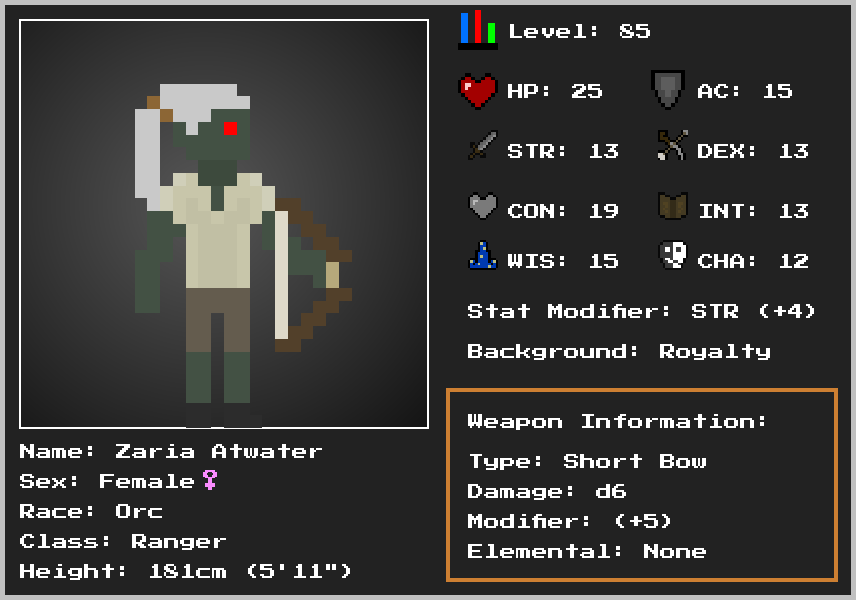 Level: 85
HP: 25 AC: 15
STR: 13 DEX: 13
CON: 19 INT: 13
WIS: 15 CHA: 12
Stat Modifier: STR (+4)
Background: Royalty
Weapon Information:
Type: Short Bow
Damage: d6
Modifier: (+5)
Elemental: None
Name: Zaria Atwater
Sex: Female♀
Race: Orc
Class: Ranger
Height: 181cm (5'11")